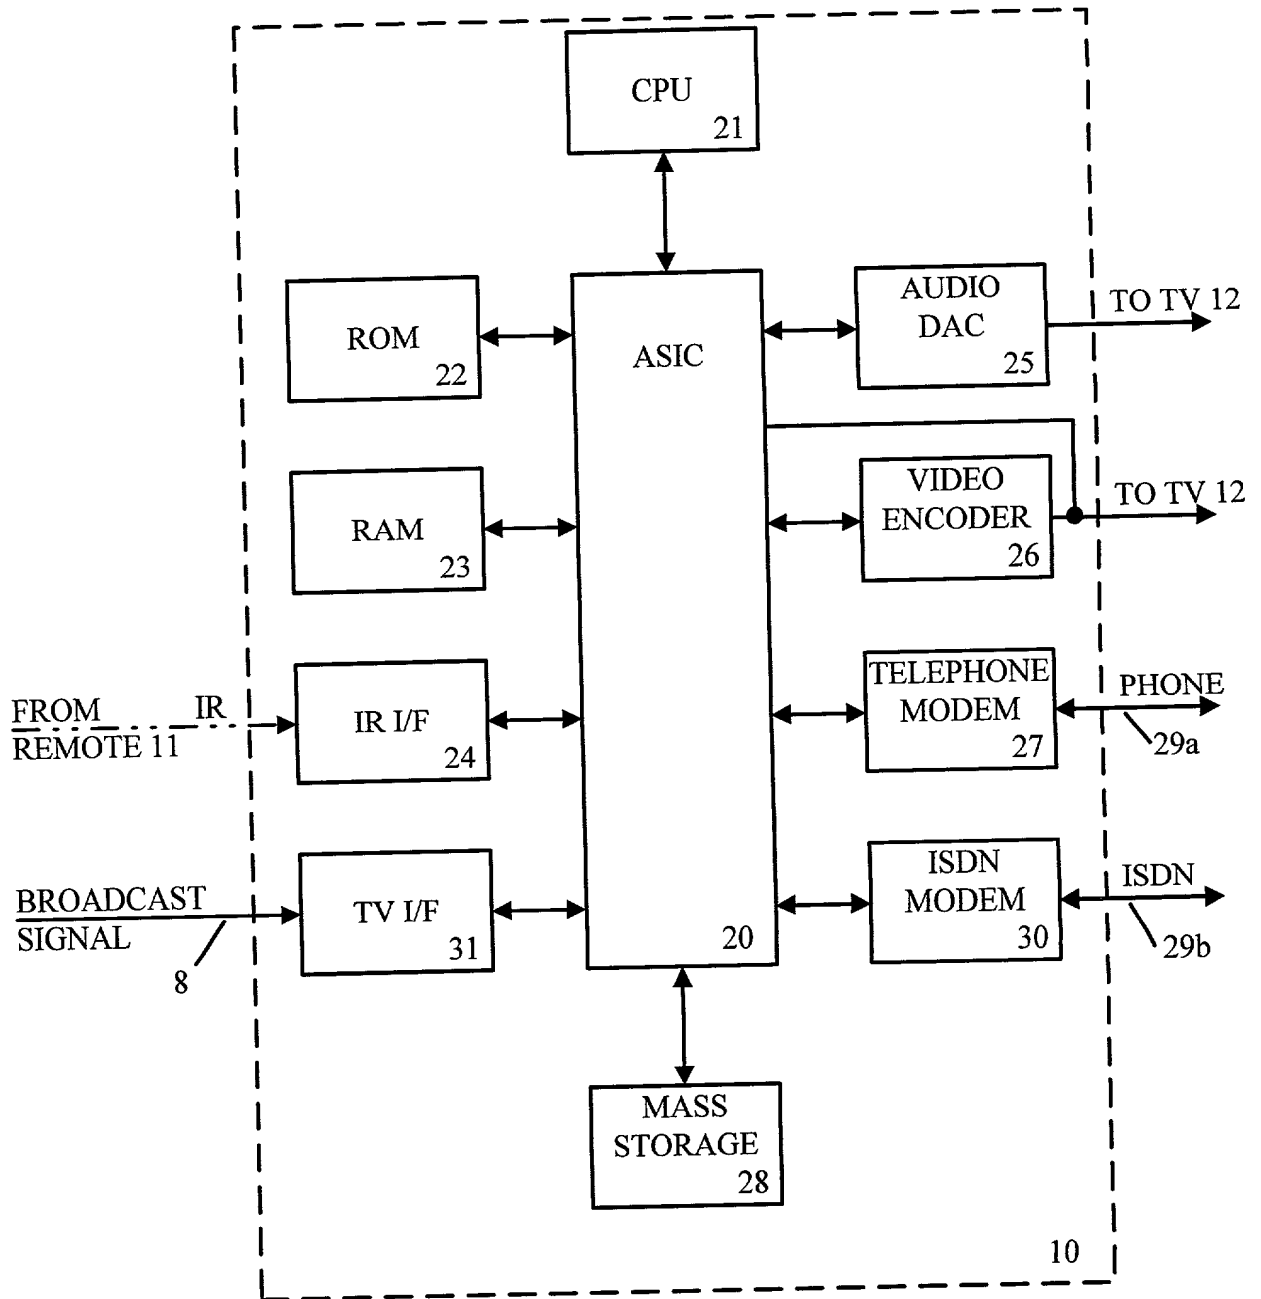 CPU
21
ROM
22
ASIC
20
AUDIO
DAC
25
TO TV 12
RAM
23
VIDEO
ENCODER
26
TO TV 12
FROM IR
REMOTE 11
IR I/F
24
TELEPHONE
MODEM
27
PHONE
29a
BROADCAST
SIGNAL
8
TV I/F
31
ISDN
MODEM
30
ISDN
29b
MASS
STORAGE
28
10